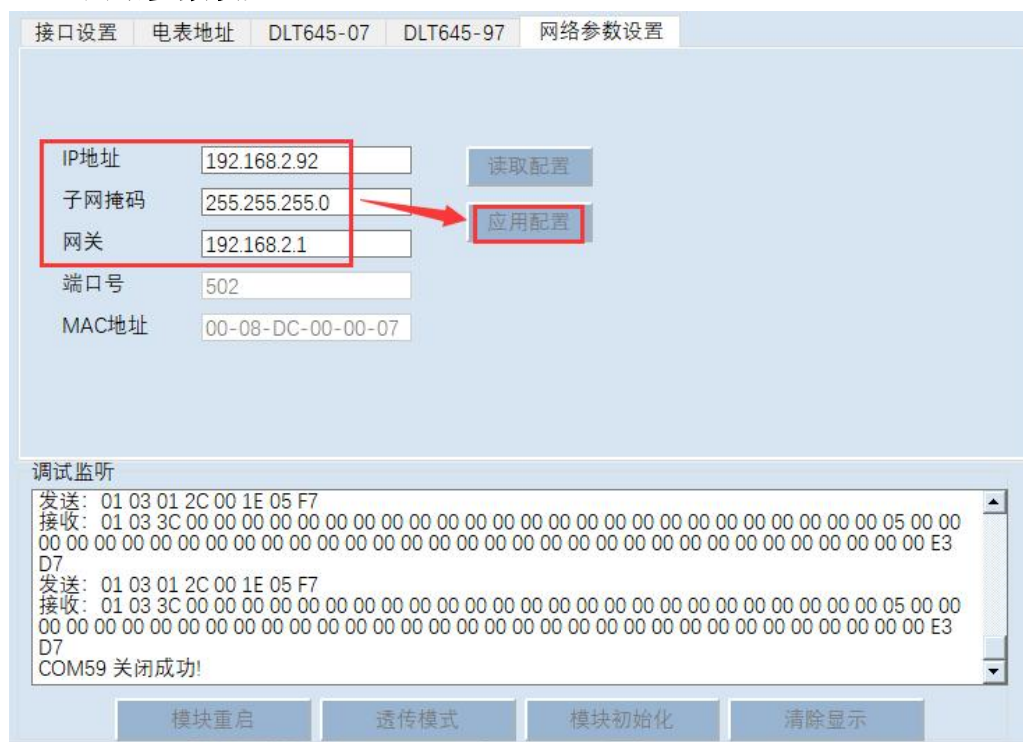 接口设置 电表地址 DLT645-07 DLT645-97 网络参数设置
IP地址 192.168.2.92 读取配置
子网掩码 255.255.255.0 应用配置
网关 192.168.2.1
端口号 502
MAC地址 00-08-DC-00-00-07
调试监听
发送: 01 03 01 2C 00 1E 05 F7
接收: 01 03 3C 00 00 00 00 00 00 00 00 00 00 00 00 00 00 00 00 00 00 00 00 00 00 00 00 05 00 00
00 00 00 00 00 00 00 00 00 00 00 00 00 00 00 00 00 00 00 00 00 00 00 00 00 00 00 00 00 00 00 E3
D7
发送: 01 03 01 2C 00 1E 05 F7
接收: 01 03 3C 00 00 00 00 00 00 00 00 00 00 00 00 00 00 00 00 00 00 00 00 00 00 00 00 05 00 00
00 00 00 00 00 00 00 00 00 00 00 00 00 00 00 00 00 00 00 00 00 00 00 00 00 00 00 00 00 00 00 E3
D7
COM59 关闭成功!
模块重启 透传模式 模块初始化 清除显示